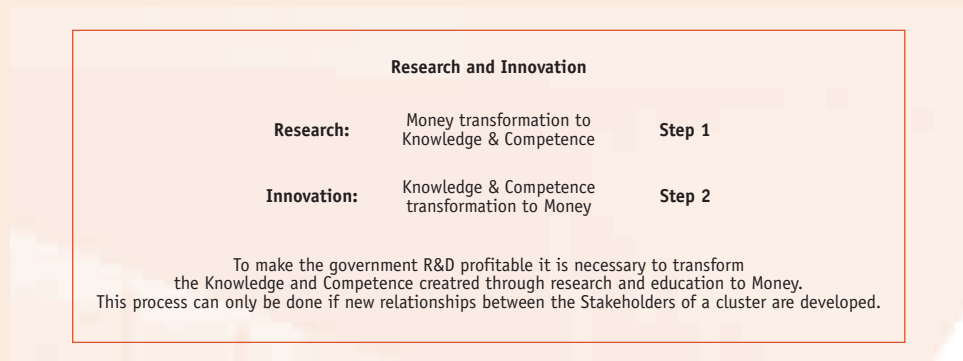 Research and Innovation
Research:
Money transformation to
Knowledge & Competence
Step 1
Innovation:
Knowledge & Competence
transformation to Money
Step 2
To make the government R&D profitable it is necessary to transform
the Knowledge and Competence creatred through research and education to Money.
This process can only be done if new relationships between the Stakeholders of a cluster are developed.